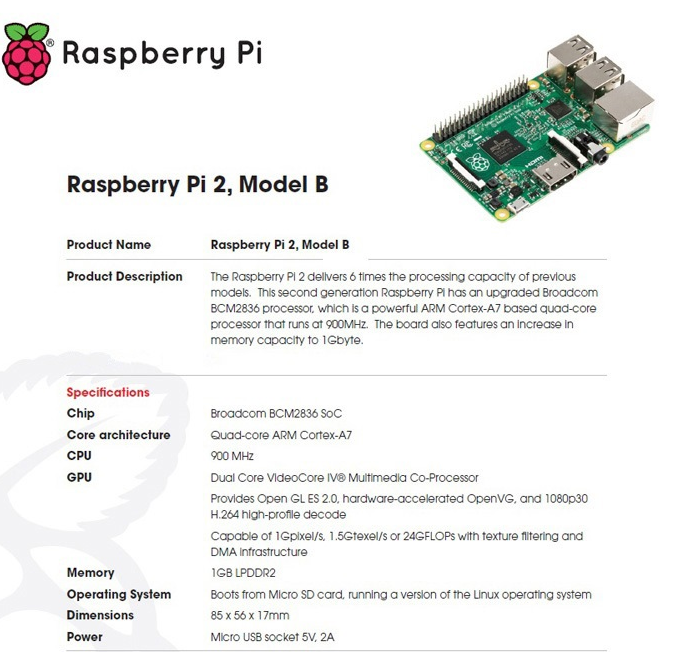 Raspberry Pi
®
Raspberry Pi 2, Model B
Product Name Raspberry Pi 2, Model B
Product Description The Raspberry Pi 2 delivers 6 times the processing capacity of previous
models. This second generation Raspberry Pi has an upgraded Broadcom
BCM2836 processor, which is a powerful ARM Cortex-A7 based quad-core
processor that runs at 900MHz. The board also features an increase in
memory capacity to 1Gbyte.
Specifications
Chip Broadcom BCM2836 SoC
Core architecture Quad-core ARM Cortex-A7
CPU 900 MHz
GPU Dual Core VideoCore IV® Multimedia Co-Processor
Provides Open GL ES 2.0, hardware-accelerated OpenVG, and 1080p30
H.264 high-profile decode
Capable of 1Gpixel/s, 1.5Gtexel/s or 24GFLOPs with texture filtering and
DMA infrastructure
Memory 1GB LPDDR2
Operating System Boots from Micro SD card, running a version of the Linux operating system
Dimensions 85 x 56 x 17mm
Power Micro USB socket 5V, 2A